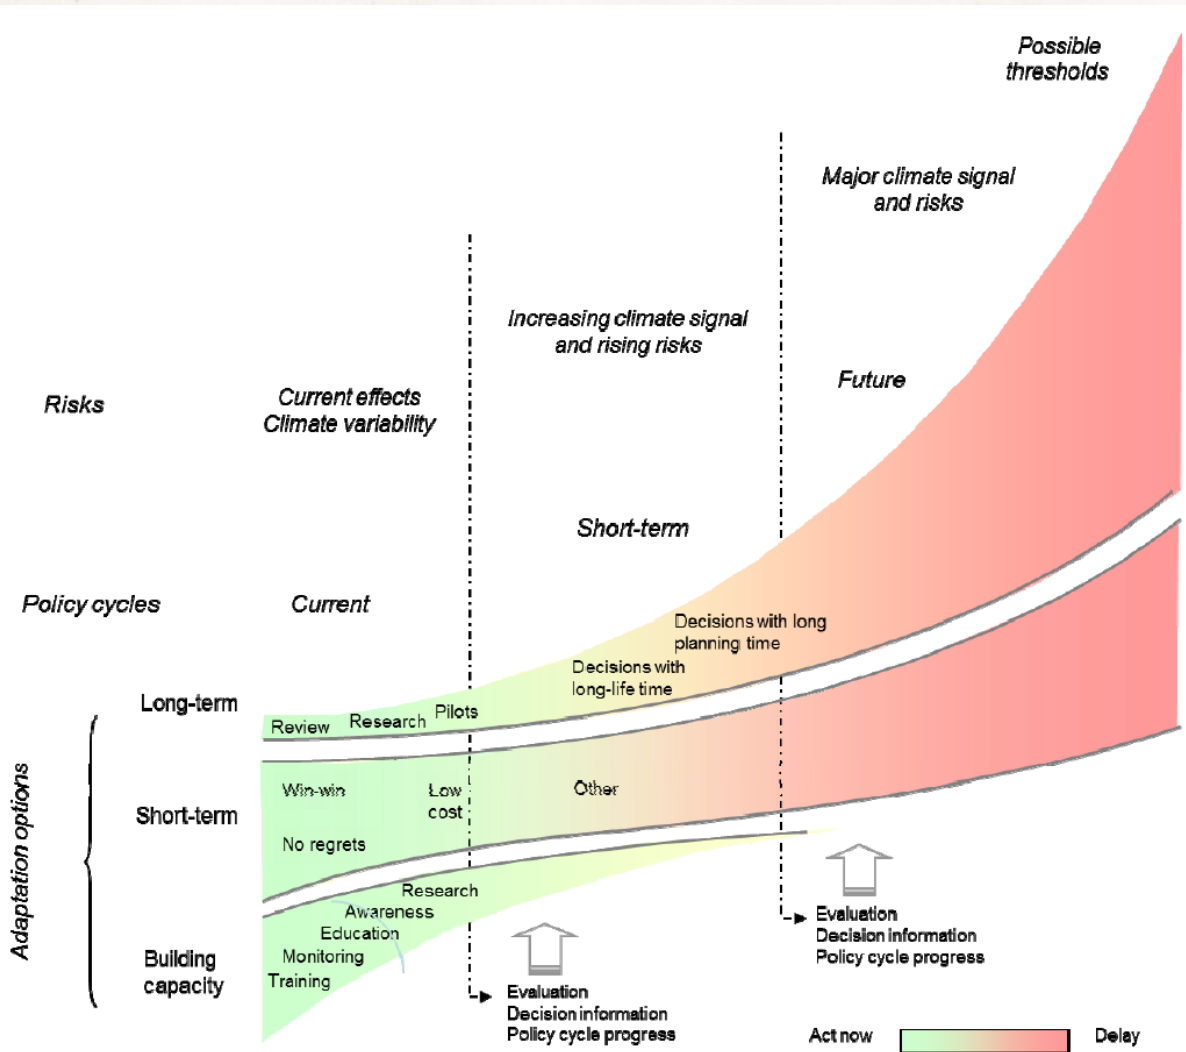 Possible
thresholds
Major climate signal
and risks
Increasing climate signal
and rising risks
Future
Risks
Current effects
Climate variability
Short-term
Policy cycles
Current
Decisions with long
planning time
Decisions with
long-life time
Long-term
Review
Research
Pilots
Adaptation options
Short-term
Win-win
Low
cost
Other
No regrets
Building
capacity
Research
Awareness
Education
Monitoring
Training
Evaluation
Decision information
Policy cycle progress
Evaluation
Decision information
Policy cycle progress
Act now
Delay